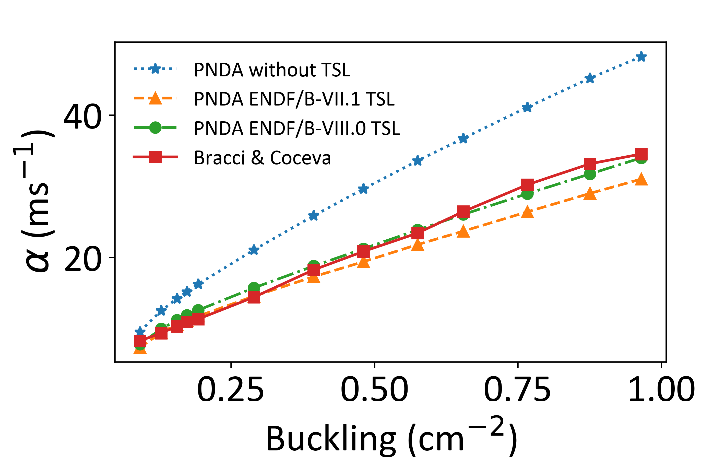 PNDA without TSL
PNDA ENDF/B-VII.1 TSL
PNDA ENDF/B-VIII.0 TSL
Bracci & Coceva
α (ms⁻¹)
40
20
0.25 0.50 0.75 1.00
Buckling (cm⁻²)